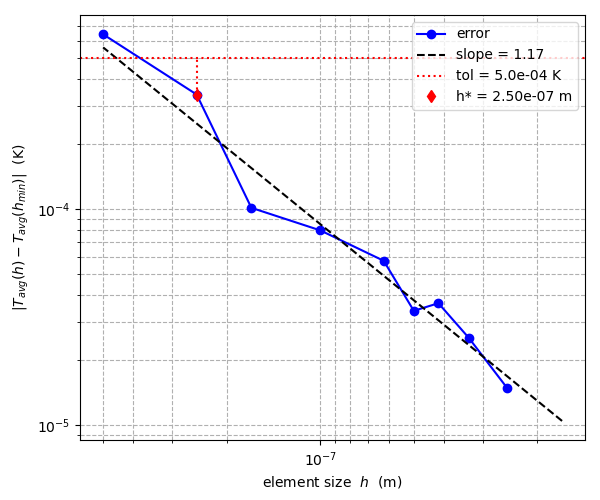 error
slope = 1.17
tol = 5.0e-04 K
h* = 2.50e-07 m
|T_avg(h) − T_avg(h_min)| (K)
10⁻⁴
10⁻⁵
10⁻⁷
element size h (m)